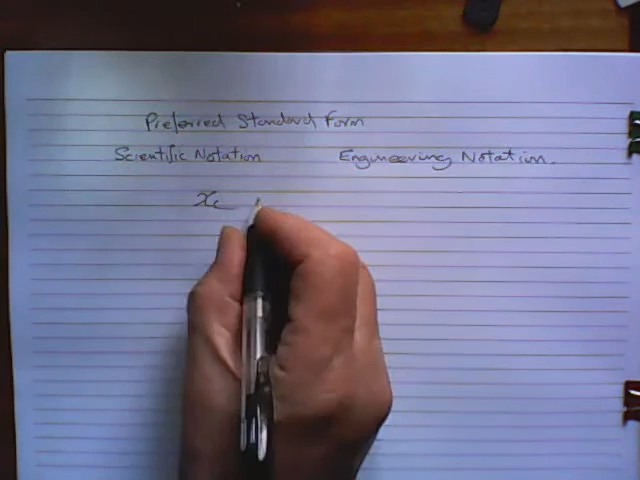 Preferred Standard Form
Scientific Notation Engineering Notation.
x